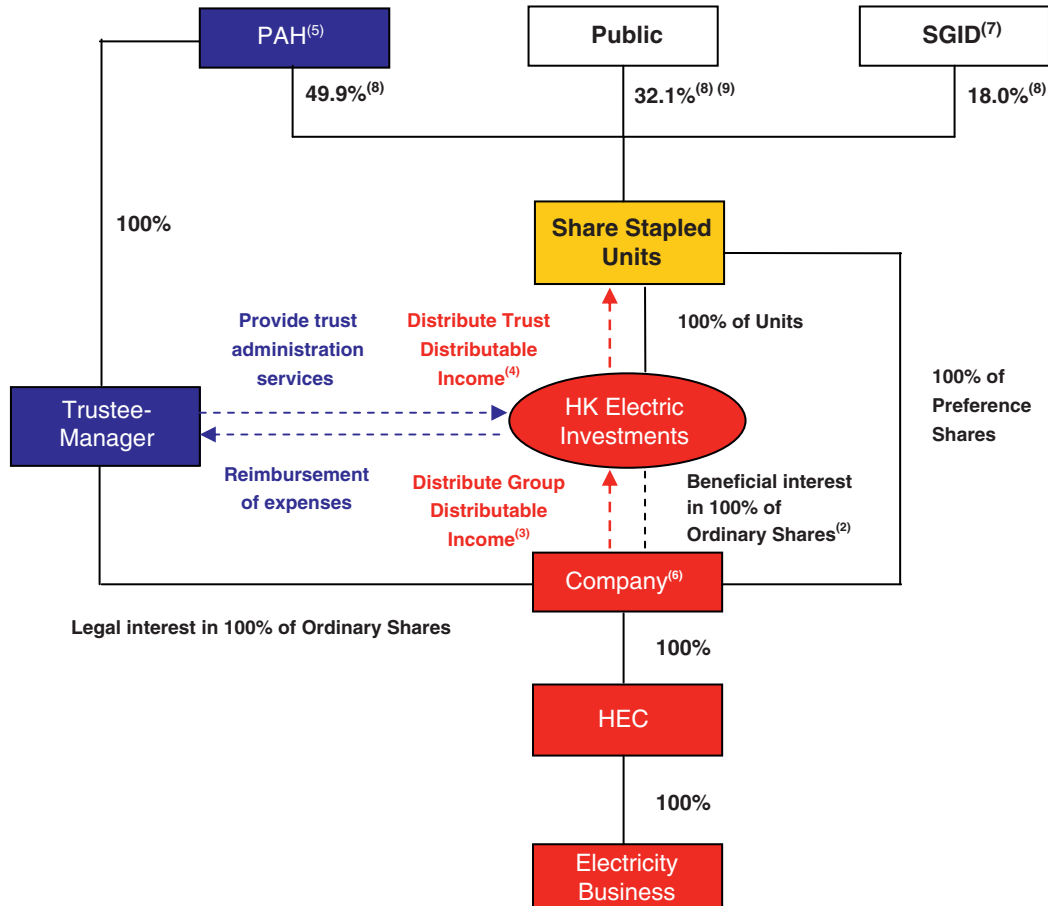 PAH(5)
Public
SGID(7)
49.9%(8)
32.1%(8) (9)
18.0%(8)
100%
Share Stapled
Units
Provide trust
administration
services
Distribute Trust
Distributable
Income(4)
100% of Units
100% of
Preference
Shares
Trustee-
Manager
HK Electric
Investments
Reimbursement
of expenses
Distribute Group
Distributable
Income(3)
Beneficial interest
in 100% of
Ordinary Shares(2)
Company(6)
Legal interest in 100% of Ordinary Shares
100%
HEC
100%
Electricity
Business